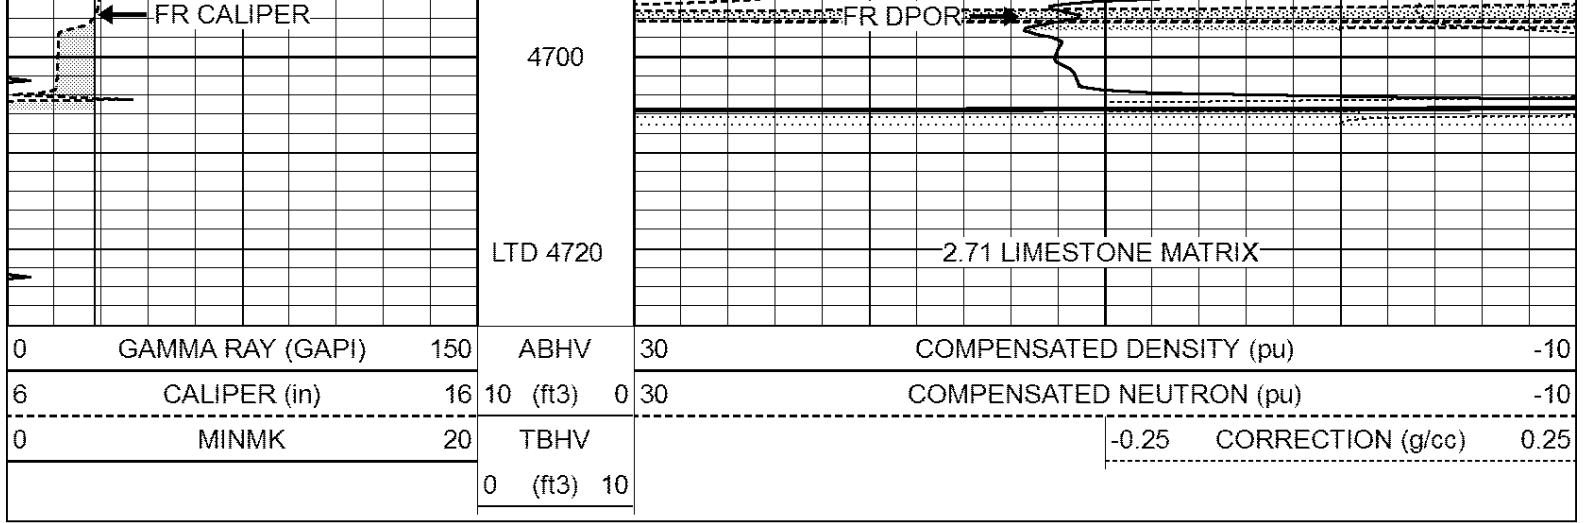 FR CALIPER
FR DPOR
4700
LTD 4720
2.71 LIMESTONE MATRIX
0 GAMMA RAY (GAPI) 150 ABHV 30 COMPENSATED DENSITY (pu) -10
6 CALIPER (in) 16 10 (ft3) 0 30 COMPENSATED NEUTRON (pu) -10
0 MINMK 20 TBHV -0.25 CORRECTION (g/cc) 0.25
0 (ft3) 10